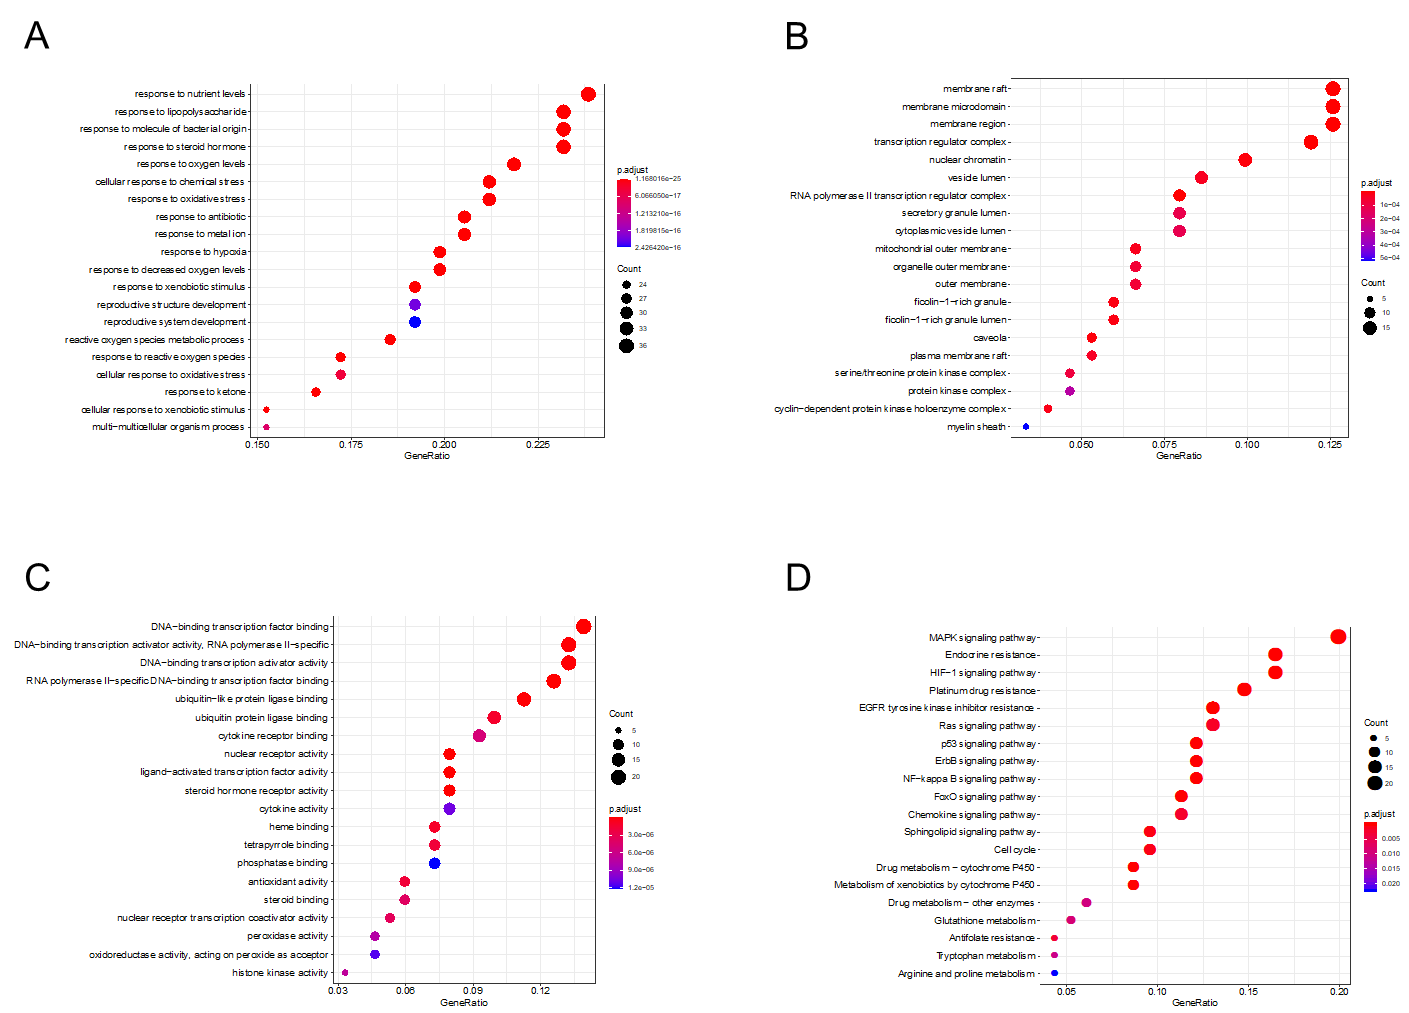 A
response to nutrient levels
response to lipopolysaccharide
response to molecule of bacterial origin
response to steroid hormone
response to oxygen levels
cellular response to chemical stress
response to oxidative stress
response to antibiotic
response to metal ion
response to hypoxia
response to decreased oxygen levels
response to xenobiotic stimulus
reproductive structure development
reproductive system development
reactive oxygen species metabolic process
response to reactive oxygen species
cellular response to oxidative stress
response to ketone
cellular response to xenobiotic stimulus
multi−multicellular organism process
0.150 0.175 0.200 0.225
GeneRatio
p.adjust
1.168016e−25
6.066050e−17
1.213210e−16
1.819815e−16
2.426420e−16
Count
24
27
30
33
36
B
membrane raft
membrane microdomain
membrane region
transcription regulator complex
nuclear chromatin
vesicle lumen
RNA polymerase II transcription regulator complex
secretory granule lumen
cytoplasmic vesicle lumen
mitochondrial outer membrane
organelle outer membrane
outer membrane
ficolin−1−rich granule
ficolin−1−rich granule lumen
caveola
plasma membrane raft
serine/threonine protein kinase complex
protein kinase complex
cyclin−dependent protein kinase holoenzyme complex
myelin sheath
0.050 0.075 0.100 0.125
GeneRatio
p.adjust
1e−04
2e−04
3e−04
4e−04
5e−04
Count
5
10
15
C
DNA−binding transcription factor binding
DNA−binding transcription activator activity, RNA polymerase II−specific
DNA−binding transcription activator activity
RNA polymerase II−specific DNA−binding transcription factor binding
ubiquitin−like protein ligase binding
ubiquitin protein ligase binding
cytokine receptor binding
nuclear receptor activity
ligand−activated transcription factor activity
steroid hormone receptor activity
cytokine activity
heme binding
tetrapyrrole binding
phosphatase binding
antioxidant activity
steroid binding
nuclear receptor transcription coactivator activity
peroxidase activity
oxidoreductase activity, acting on peroxide as acceptor
histone kinase activity
0.03 0.06 0.09 0.12
GeneRatio
Count
5
10
15
20
p.adjust
3.0e−06
6.0e−06
9.0e−06
1.2e−05
D
MAPK signaling pathway
Endocrine resistance
HIF−1 signaling pathway
Platinum drug resistance
EGFR tyrosine kinase inhibitor resistance
Ras signaling pathway
p53 signaling pathway
ErbB signaling pathway
NF−kappa B signaling pathway
FoxO signaling pathway
Chemokine signaling pathway
Sphingolipid signaling pathway
Cell cycle
Drug metabolism − cytochrome P450
Metabolism of xenobiotics by cytochrome P450
Drug metabolism − other enzymes
Glutathione metabolism
Antifolate resistance
Tryptophan metabolism
Arginine and proline metabolism
0.05 0.10 0.15 0.20
GeneRatio
Count
5
10
15
20
p.adjust
0.005
0.010
0.015
0.020